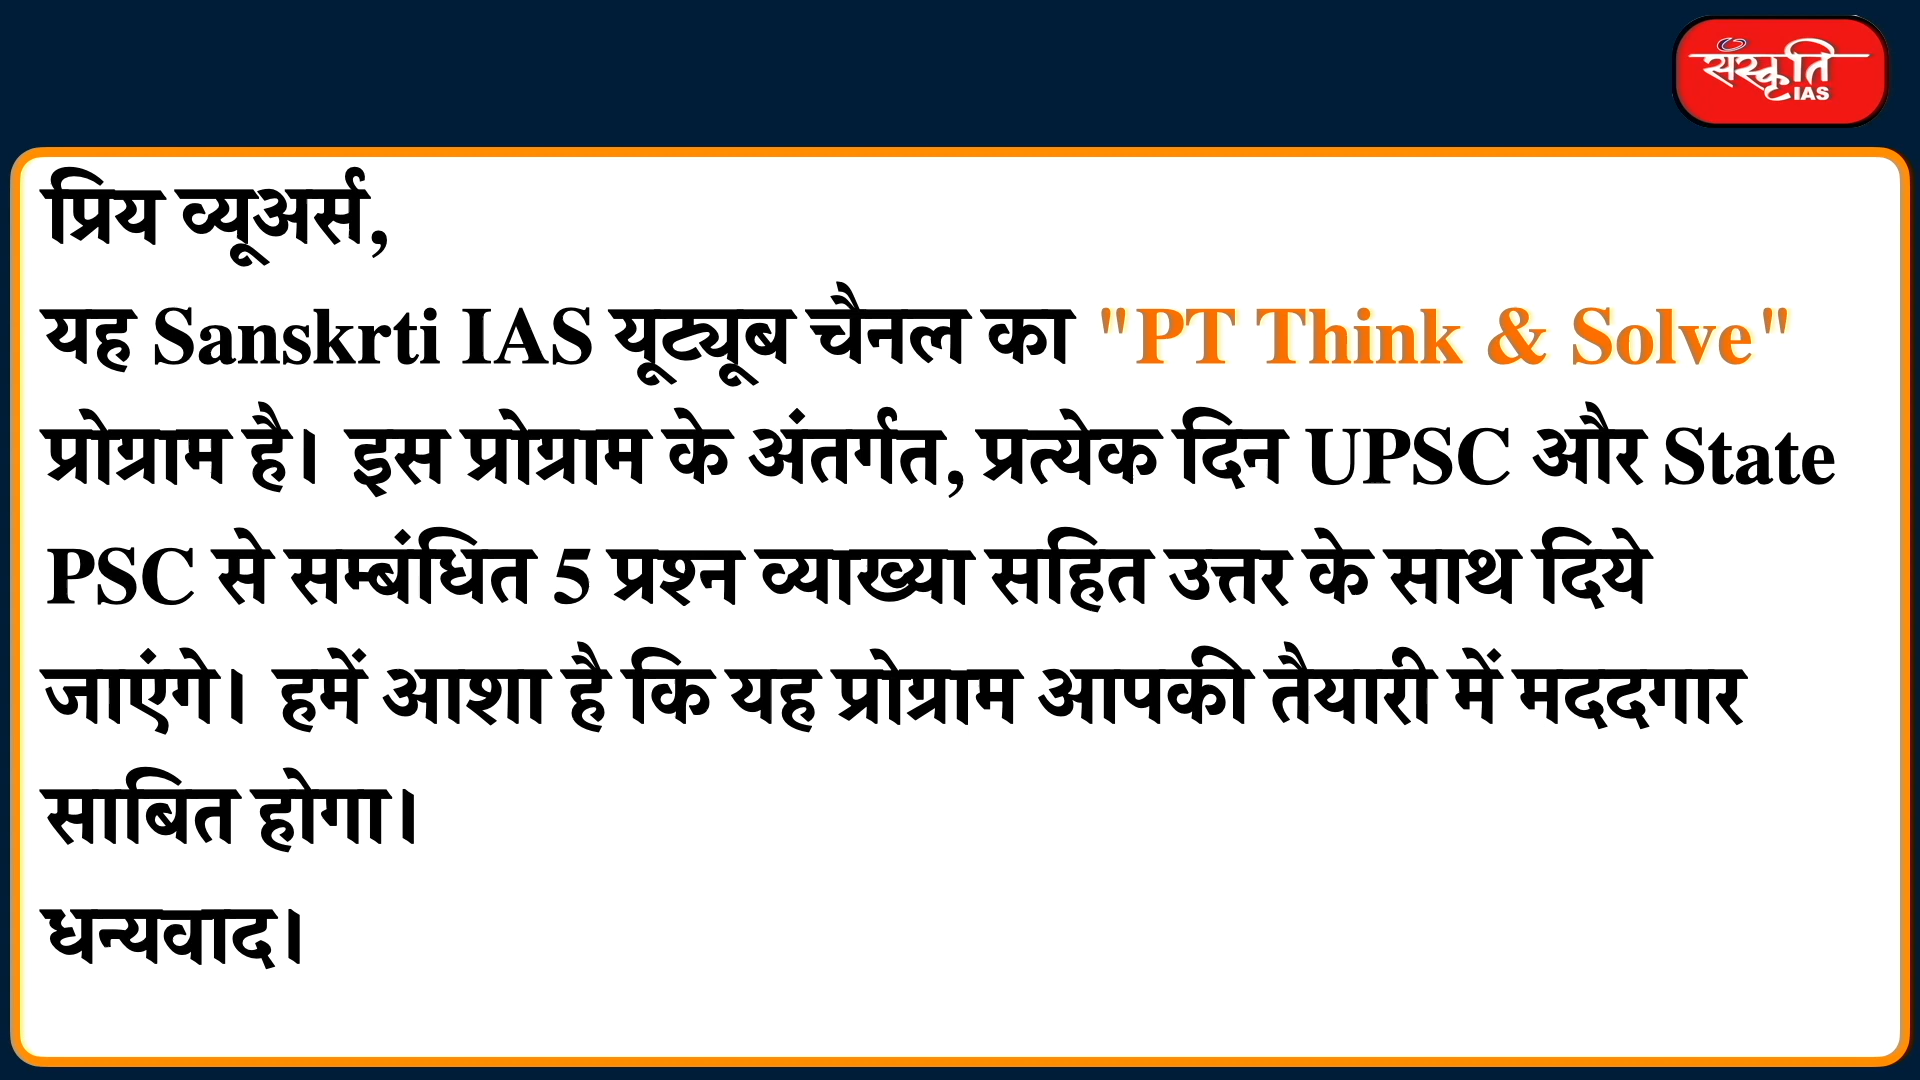 संस्कृति
IAS
प्रिय व्यूअर्स,
यह Sanskrti IAS यूट्यूब चैनल का "PT Think & Solve"
प्रोग्राम है। इस प्रोग्राम के अंतर्गत, प्रत्येक दिन UPSC और State
PSC से सम्बंधित 5 प्रश्न व्याख्या सहित उत्तर के साथ दिये
जाएंगे। हमें आशा है कि यह प्रोग्राम आपकी तैयारी में मददगार
साबित होगा।
धन्यवाद।